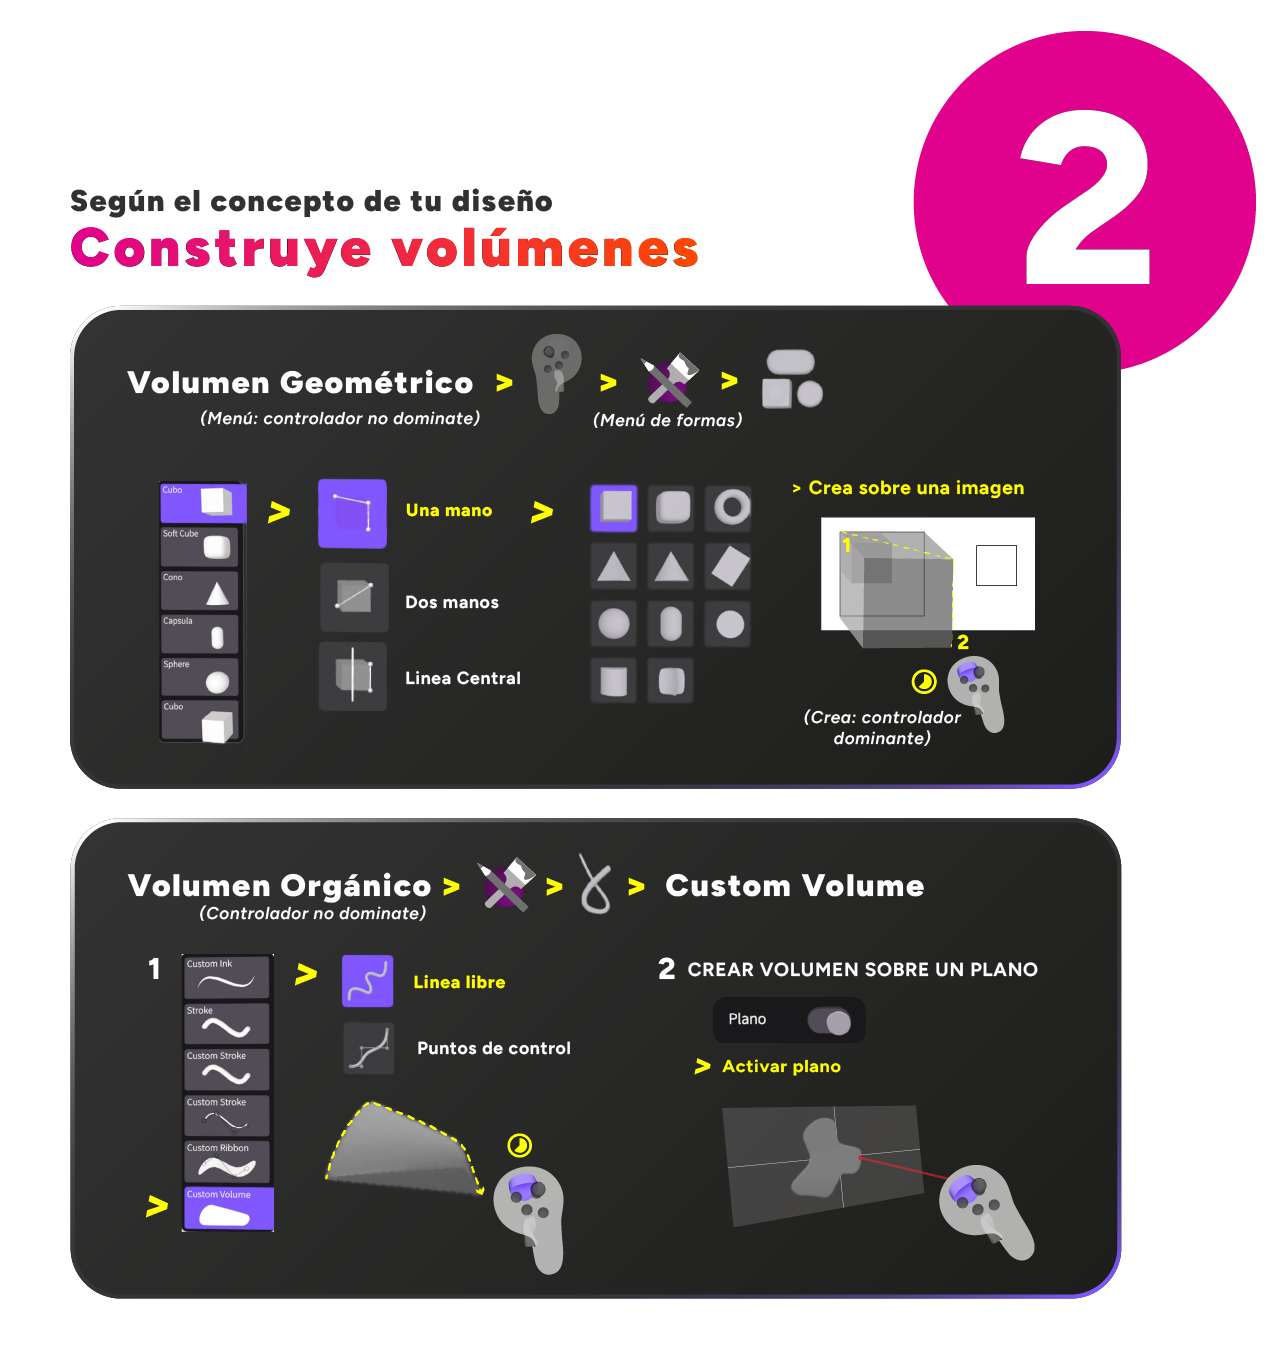 2
Según el concepto de tu diseño
Construye volúmenes
Volumen Geométrico > > >
(Menú: controlador no dominate)
(Menú de formas)
Cubo
Soft Cube
Cono
Capsula
Sphere
Cubo
>
Una mano
Dos manos
Linea Central
>
> Crea sobre una imagen
1
2
(Crea: controlador
dominante)
Volumen Orgánico > > > Custom Volume
(Controlador no dominate)
1
Custom Ink
Stroke
Custom Stroke
Custom Stroke
Custom Ribbon
> Custom Volume
>
Linea libre
Puntos de control
2 CREAR VOLUMEN SOBRE UN PLANO
Plano
> Activar plano